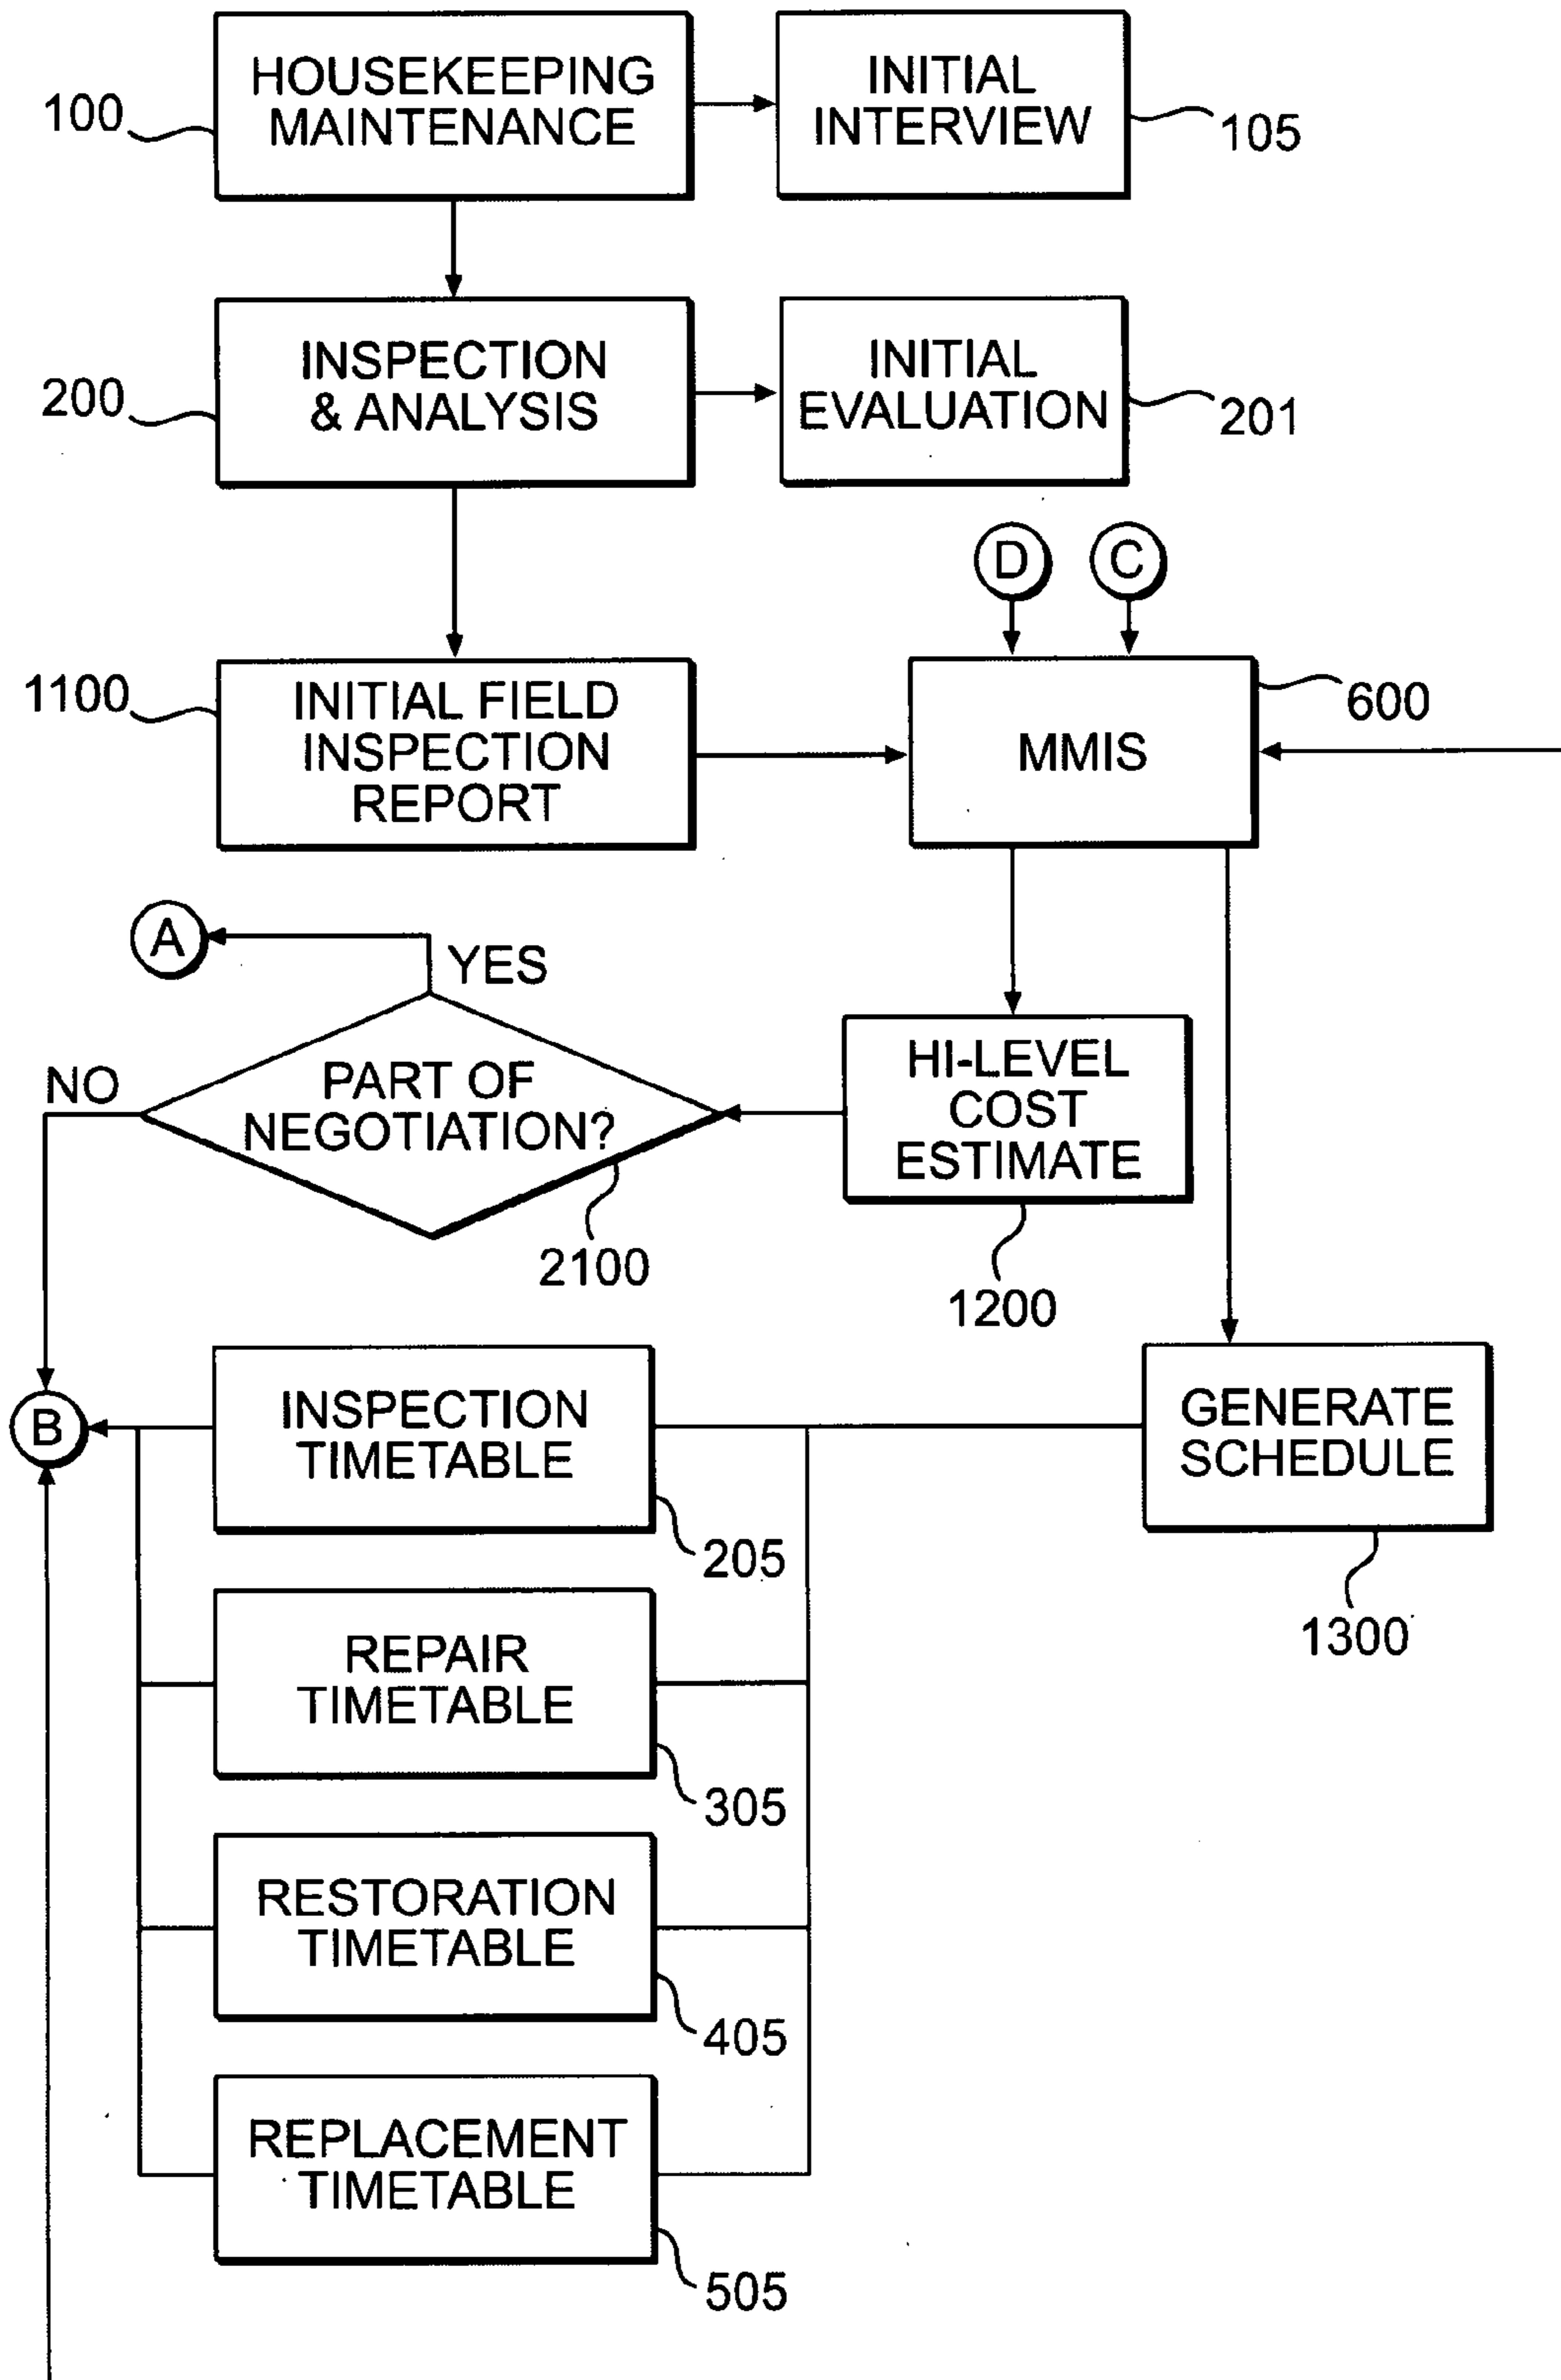 HOUSEKEEPING
MAINTENANCE
100
INITIAL
INTERVIEW
105
INSPECTION
& ANALYSIS
200
INITIAL
EVALUATION
201
D
C
1100
INITIAL FIELD
INSPECTION
REPORT
MMIS
600
A
YES
NO
PART OF
NEGOTIATION?
2100
HI-LEVEL
COST
ESTIMATE
1200
B
INSPECTION
TIMETABLE
205
GENERATE
SCHEDULE
1300
REPAIR
TIMETABLE
305
RESTORATION
TIMETABLE
405
REPLACEMENT
TIMETABLE
505